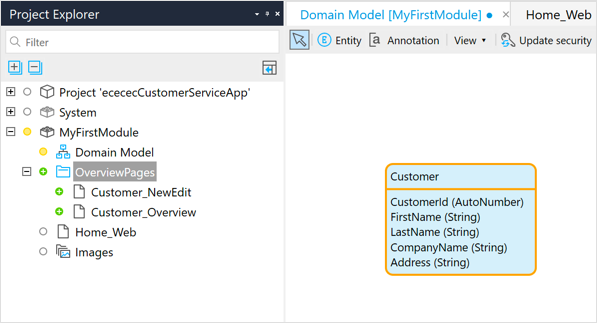 Project Explorer
Filter
Project 'ecececCustomerServiceApp'
System
MyFirstModule
Domain Model
OverviewPages
Customer_NewEdit
Customer_Overview
Home_Web
Images
Domain Model [MyFirstModule] Home_Web
Entity Annotation View Update security
Customer
CustomerId (AutoNumber)
FirstName (String)
LastName (String)
CompanyName (String)
Address (String)